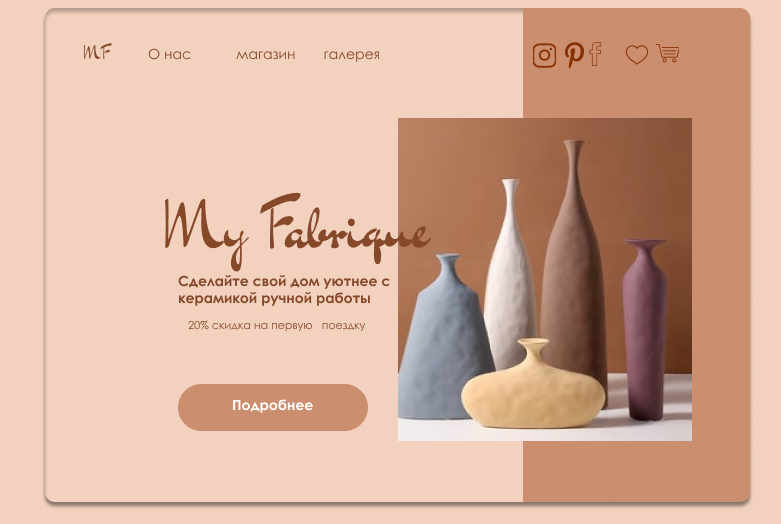 MF О нас магазин галерея
My Fabrique
Сделайте свой дом уютнее с
керамикой ручной работы
20% скидка на первую поездку
Подробнее